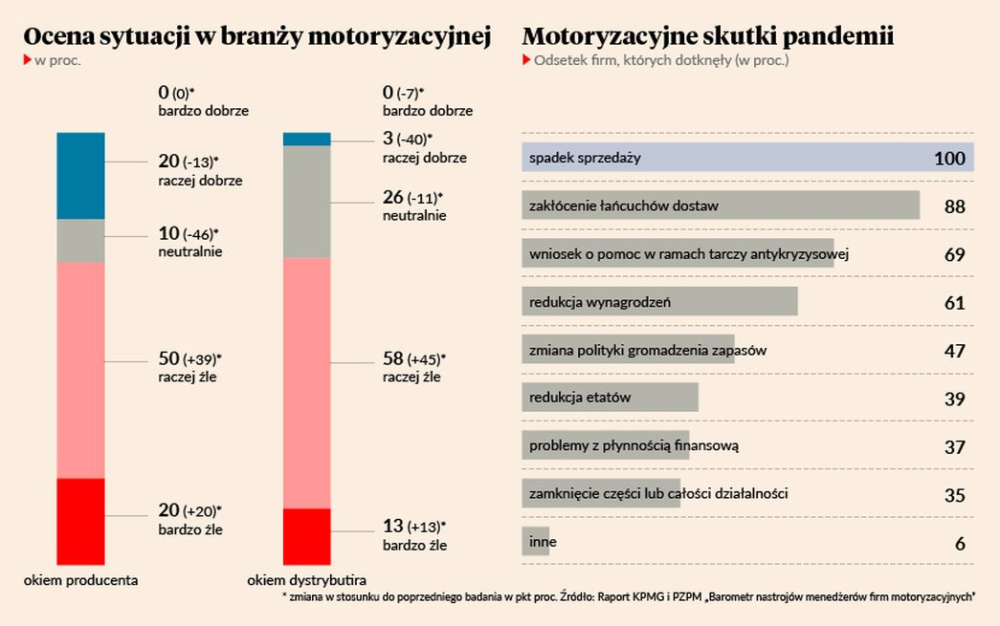 Ocena sytuacji w branży motoryzacyjnej
w proc.
0 (0)*
bardzo dobrze
20 (-13)*
raczej dobrze
10 (-46)*
neutralnie
50 (+39)*
raczej źle
20 (+20)*
bardzo źle
okiem producenta
0 (-7)*
bardzo dobrze
3 (-40)*
raczej dobrze
26 (-11)*
neutralnie
58 (+45)*
raczej źle
13 (+13)*
bardzo źle
okiem dystrybutira
Motoryzacyjne skutki pandemii
Odsetek firm, których dotknęły (w proc.)
spadek sprzedaży 100
zakłócenie łańcuchów dostaw 88
wniosek o pomoc w ramach tarczy antykryzysowej 69
redukcja wynagrodzeń 61
zmiana polityki gromadzenia zapasów 47
redukcja etatów 39
problemy z płynnością finansową 37
zamknięcie części lub całości działalności 35
inne 6
* zmiana w stosunku do poprzedniego badania w pkt proc. Źródło: Raport KPMG i PZPM „Barometr nastrojów menedżerów firm motoryzacyjnych"